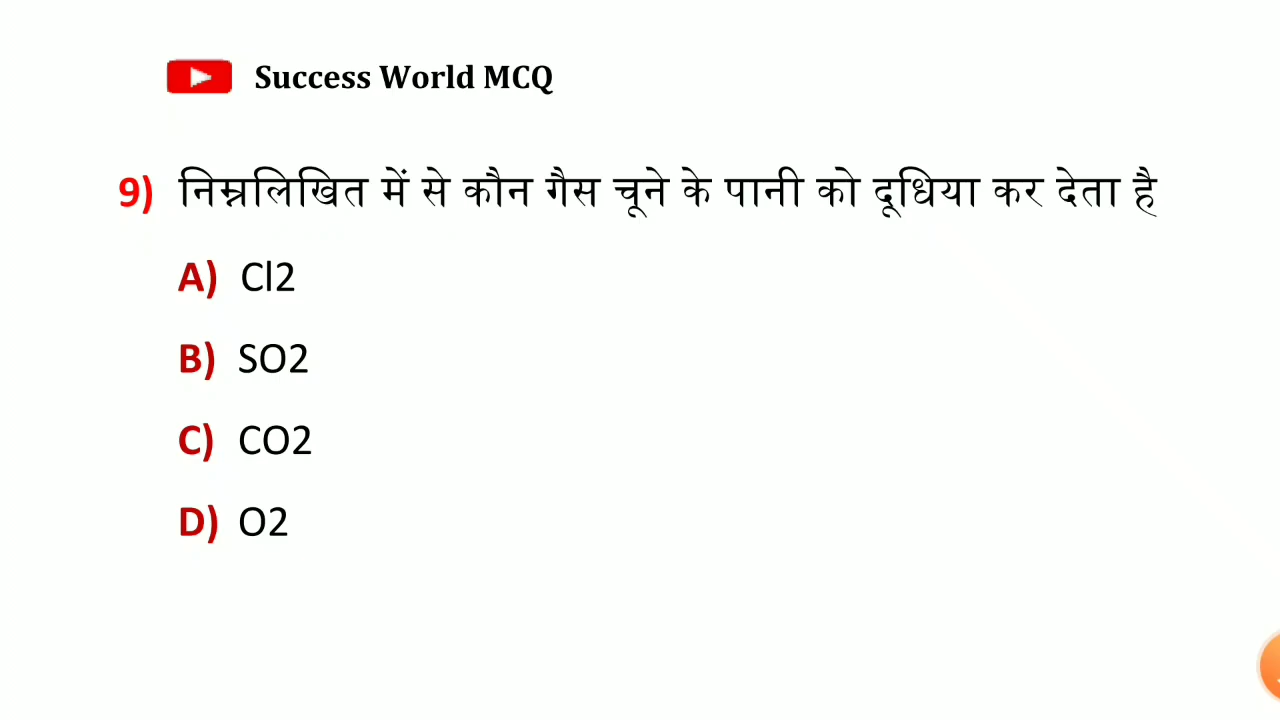 Success World MCQ
9) निम्नलिखित में से कौन गैस चूने के पानी को दूधिया कर देता है
A) Cl2
B) SO2
C) CO2
D) O2